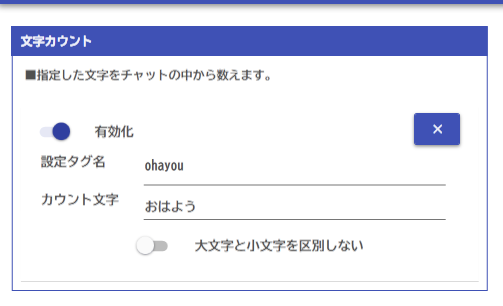 文字カウント
■指定した文字をチャットの中から数えます。
有効化
×
設定タグ名 ohayou
カウント文字 おはよう
大文字と小文字を区別しない